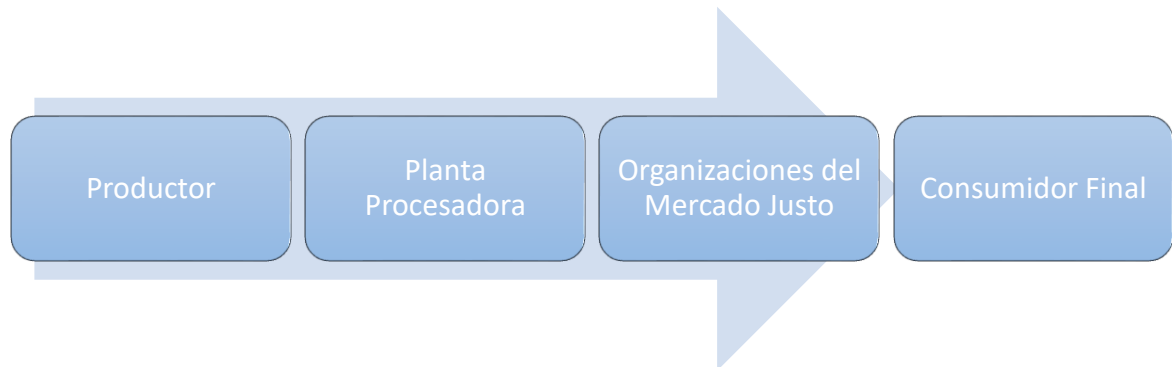 Productor
Planta
Procesadora
Organizaciones del
Mercado Justo
Consumidor Final